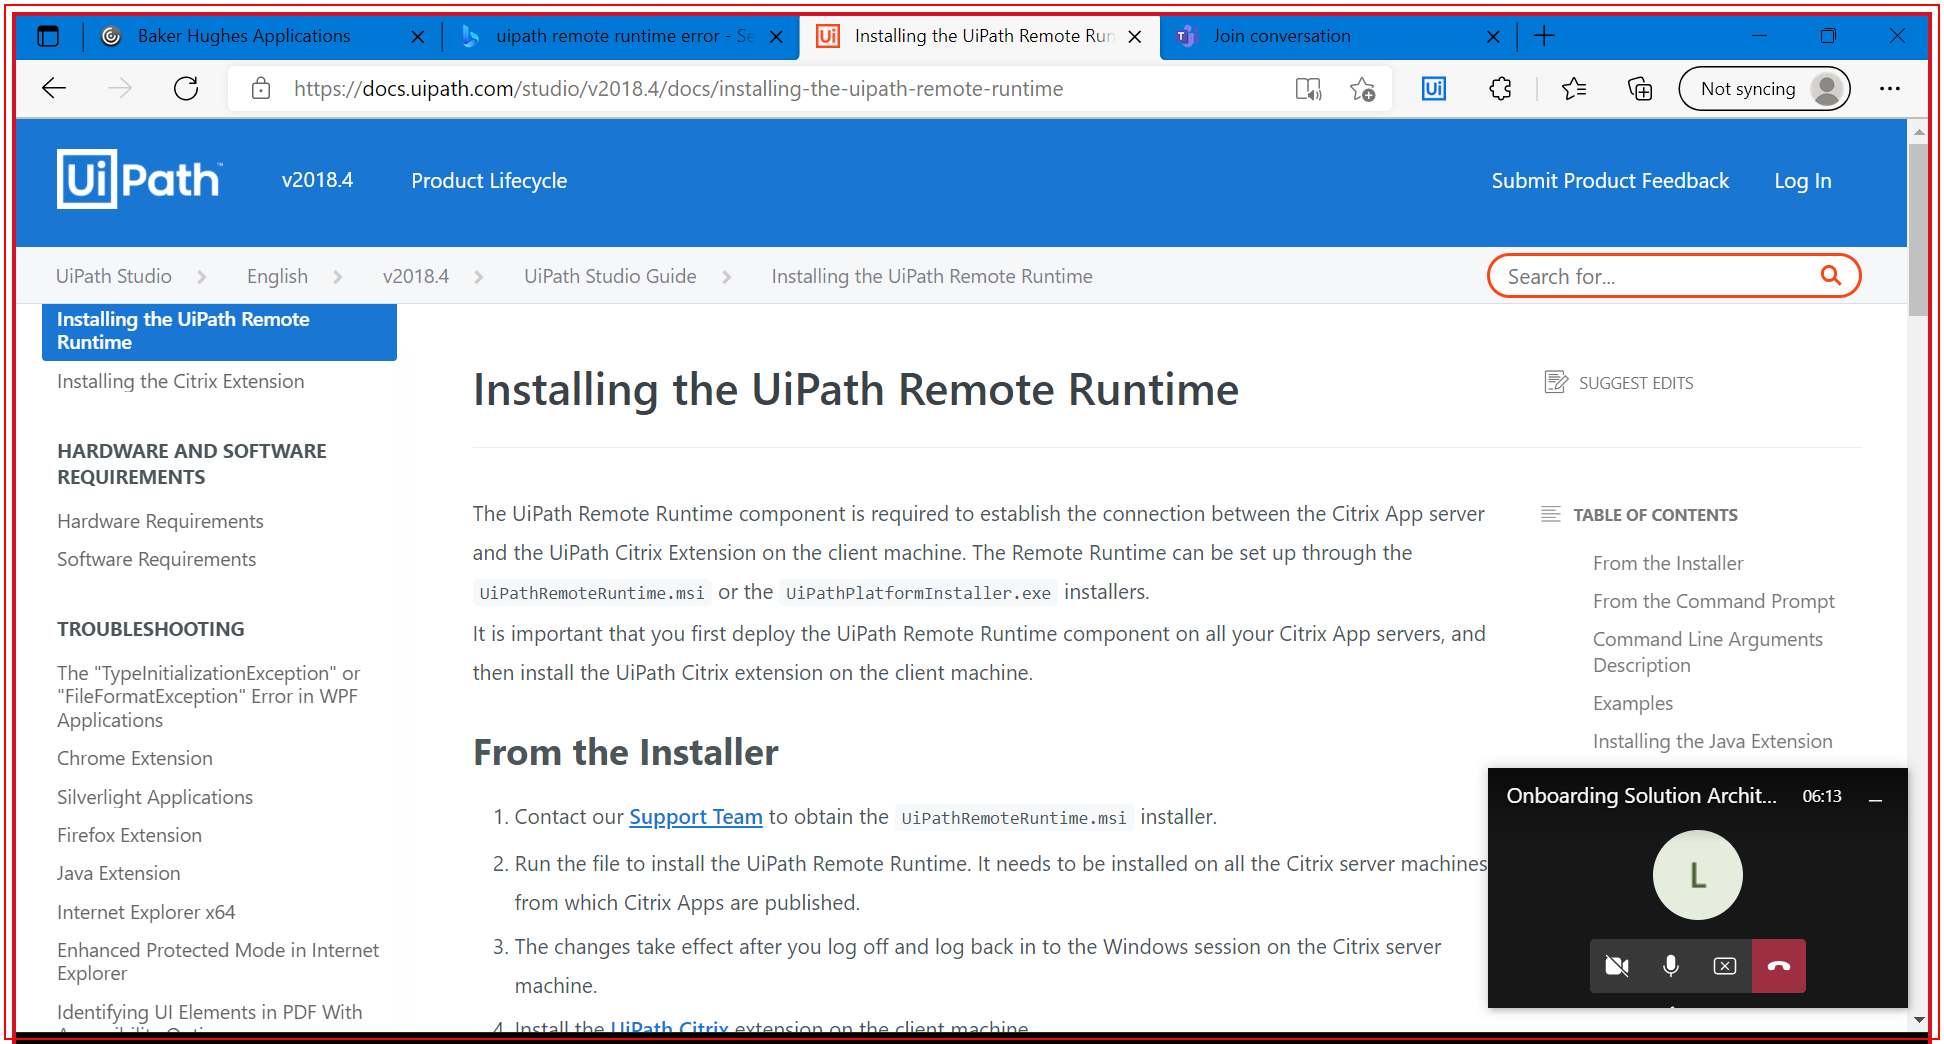 Baker Hughes Applications
uipath remote runtime error - Se
Installing the UiPath Remote Run
Join conversation
https://docs.uipath.com/studio/v2018.4/docs/installing-the-uipath-remote-runtime
Ui
Not syncing
UiPath™
v2018.4
Product Lifecycle
Submit Product Feedback
Log In
UiPath Studio
English
v2018.4
UiPath Studio Guide
Installing the UiPath Remote Runtime
Search for...
Installing the UiPath Remote
Runtime
Installing the Citrix Extension
HARDWARE AND SOFTWARE
REQUIREMENTS
Hardware Requirements
Software Requirements
TROUBLESHOOTING
The "TypeInitializationException" or
"FileFormatException" Error in WPF
Applications
Chrome Extension
Silverlight Applications
Firefox Extension
Java Extension
Internet Explorer x64
Enhanced Protected Mode in Internet
Explorer
Identifying UI Elements in PDF With
Installing the UiPath Remote Runtime
SUGGEST EDITS
The UiPath Remote Runtime component is required to establish the connection between the Citrix App server
and the UiPath Citrix Extension on the client machine. The Remote Runtime can be set up through the
UiPathRemoteRuntime.msi or the UiPathPlatformInstaller.exe installers.
It is important that you first deploy the UiPath Remote Runtime component on all your Citrix App servers, and
then install the UiPath Citrix extension on the client machine.
From the Installer
1. Contact our Support Team to obtain the UiPathRemoteRuntime.msi installer.
2. Run the file to install the UiPath Remote Runtime. It needs to be installed on all the Citrix server machines
from which Citrix Apps are published.
3. The changes take effect after you log off and log back in to the Windows session on the Citrix server
machine.
4. Install the UiPath Citrix extension on the client machine
TABLE OF CONTENTS
From the Installer
From the Command Prompt
Command Line Arguments
Description
Examples
Installing the Java Extension
Onboarding Solution Archit...
06:13
L